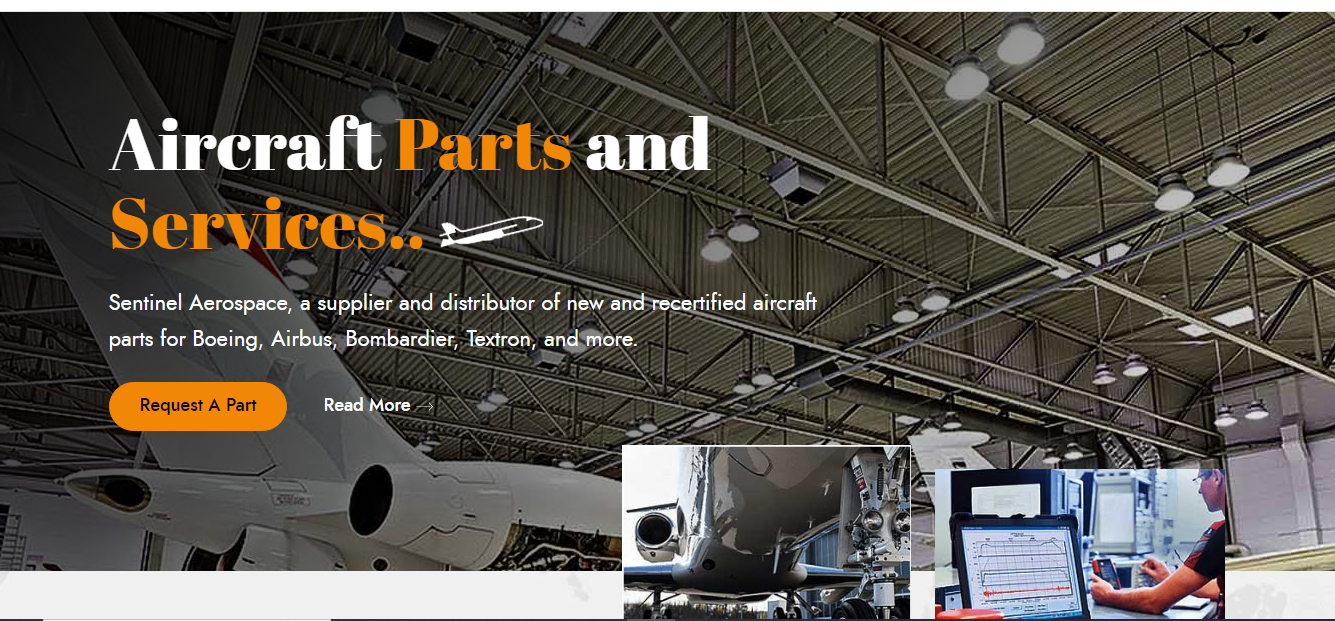 Aircraft Parts and
Services..
Sentinel Aerospace, a supplier and distributor of new and recertified aircraft
parts for Boeing, Airbus, Bombardier, Textron, and more.
Request A Part
Read More